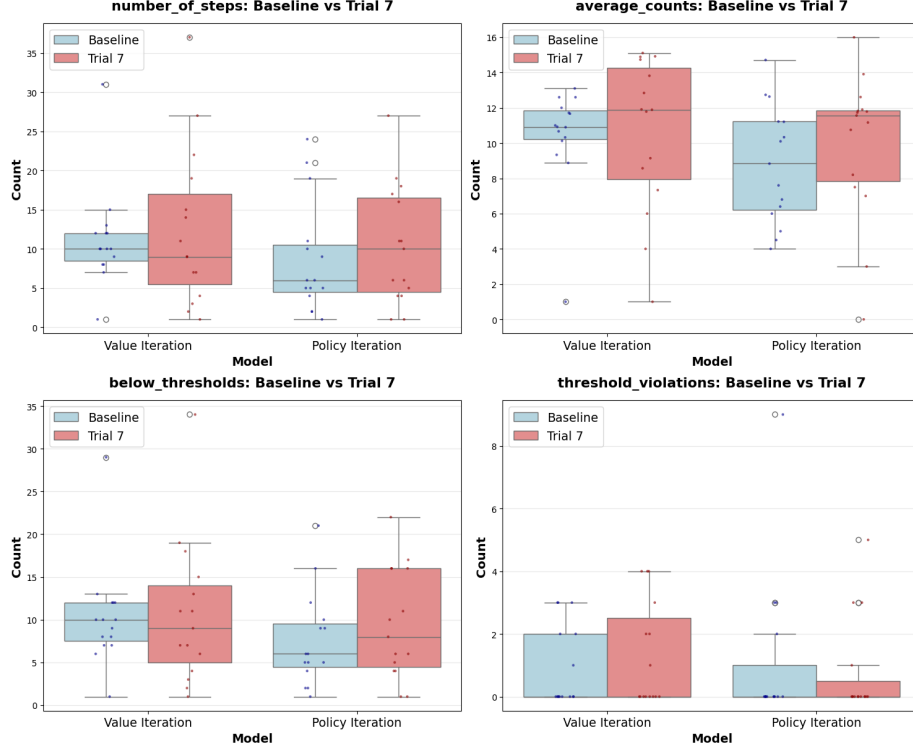 number_of_steps: Baseline vs Trial 7
Baseline
Trial 7
Count
35
30
25
20
15
10
5
0
Value Iteration
Policy Iteration
Model
average_counts: Baseline vs Trial 7
Baseline
Trial 7
Count
16
14
12
10
8
6
4
2
0
Value Iteration
Policy Iteration
Model
below_thresholds: Baseline vs Trial 7
Baseline
Trial 7
Count
35
30
25
20
15
10
5
0
Value Iteration
Policy Iteration
Model
threshold_violations: Baseline vs Trial 7
Baseline
Trial 7
Count
8
6
4
2
0
Value Iteration
Policy Iteration
Model